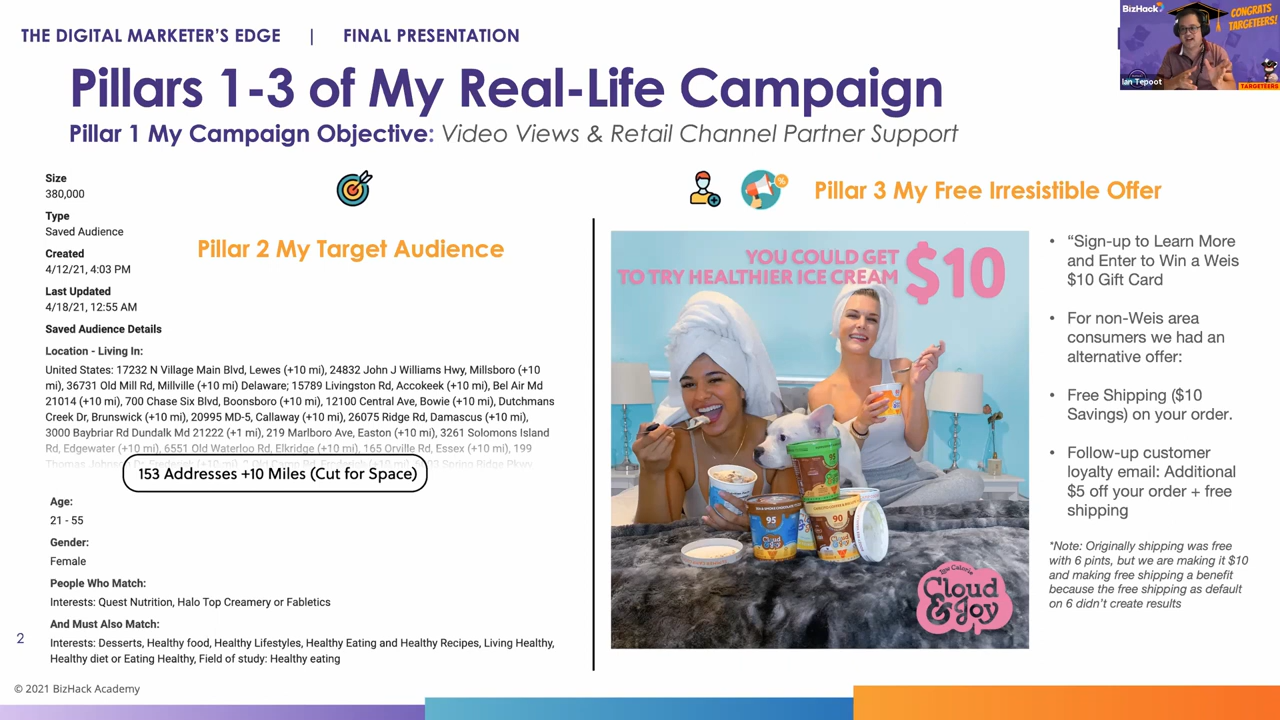 THE DIGITAL MARKETER'S EDGE | FINAL PRESENTATION
BizHack
CONGRATS
TARGETEERS!
Ian Tepoot
TARGETEERS
Pillars 1-3 of My Real-Life Campaign
Pillar 1 My Campaign Objective: Video Views & Retail Channel Partner Support
Size
380,000
Type
Saved Audience
Created
4/12/21, 4:03 PM
Last Updated
4/18/21, 12:55 AM
Saved Audience Details
Pillar 2 My Target Audience
Location - Living In:
United States: 17232 N Village Main Blvd, Lewes (+10 mi), 24832 John J Williams Hwy, Millsboro (+10
mi), 36731 Old Mill Rd, Millville (+10 mi) Delaware; 15789 Livingston Rd, Accokeek (+10 mi), Bel Air Md
21014 (+10 mi), 700 Chase Six Blvd, Boonsboro (+10 mi), 12100 Central Ave, Bowie (+10 mi), Dutchmans
Creek Dr, Brunswick (+10 mi), 20995 MD-5, Callaway (+10 mi), 26075 Ridge Rd, Damascus (+10 mi),
3000 Baybriar Rd Dundalk Md 21222 (+1 mi), 219 Marlboro Ave, Easton (+10 mi), 3261 Solomons Island
Rd, Edgewater (+10 mi), 6551 Old Waterloo Rd, Elkridge (+10 mi), 165 Orville Rd, Essex (+10 mi), 199
153 Addresses +10 Miles (Cut for Space)
Age:
21 - 55
Gender:
Female
People Who Match:
Interests: Quest Nutrition, Halo Top Creamery or Fabletics
And Must Also Match:
Interests: Desserts, Healthy food, Healthy Lifestyles, Healthy Eating and Healthy Recipes, Living Healthy,
Healthy diet or Eating Healthy, Field of study: Healthy eating
Pillar 3 My Free Irresistible Offer
YOU COULD GET
TO TRY HEALTHIER ICE CREAM $10
95
95
90
Cloud
& Joy
Low Calorie
Cloud
& Joy
• “Sign-up to Learn More
and Enter to Win a Weis
$10 Gift Card
• For non-Weis area
consumers we had an
alternative offer:
• Free Shipping ($10
Savings) on your order.
• Follow-up customer
loyalty email: Additional
$5 off your order + free
shipping
*Note: Originally shipping was free
with 6 pints, but we are making it $10
and making free shipping a benefit
because the free shipping as default
on 6 didn't create results
2
© 2021 BizHack Academy